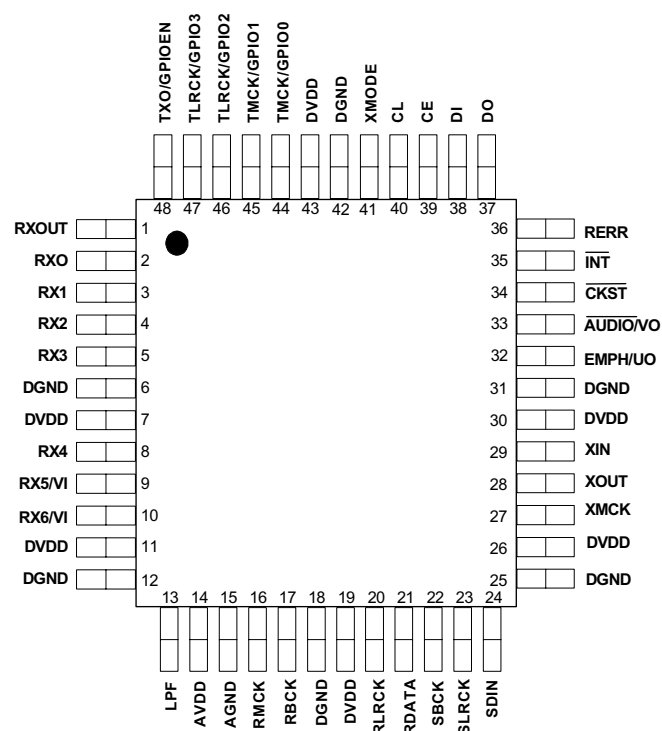 TXO/GPIOEN
TLRCK/GPIO3
TLRCK/GPIO2
TMCK/GPIO1
TMCK/GPIO0
DVDD
DGND
XMODE
CL
CE
DI
DO
48 47 46 45 44 43 42 41 40 39 38 37
RXOUT 1 36 RERR
RXO 2 35 INT
RX1 3 34 CKST
RX2 4 33 AUDIO/VO
RX3 5 32 EMPH/UO
DGND 6 31 DGND
DVDD 7 30 DVDD
RX4 8 29 XIN
RX5/VI 9 28 XOUT
RX6/VI 10 27 XMCK
DVDD 11 26 DVDD
DGND 12 25 DGND
13 14 15 16 17 18 19 20 21 22 23 24
LPF
AVDD
AGND
RMCK
RBCK
DGND
DVDD
RLRCK
RDATA
SBCK
SLRCK
SDIN